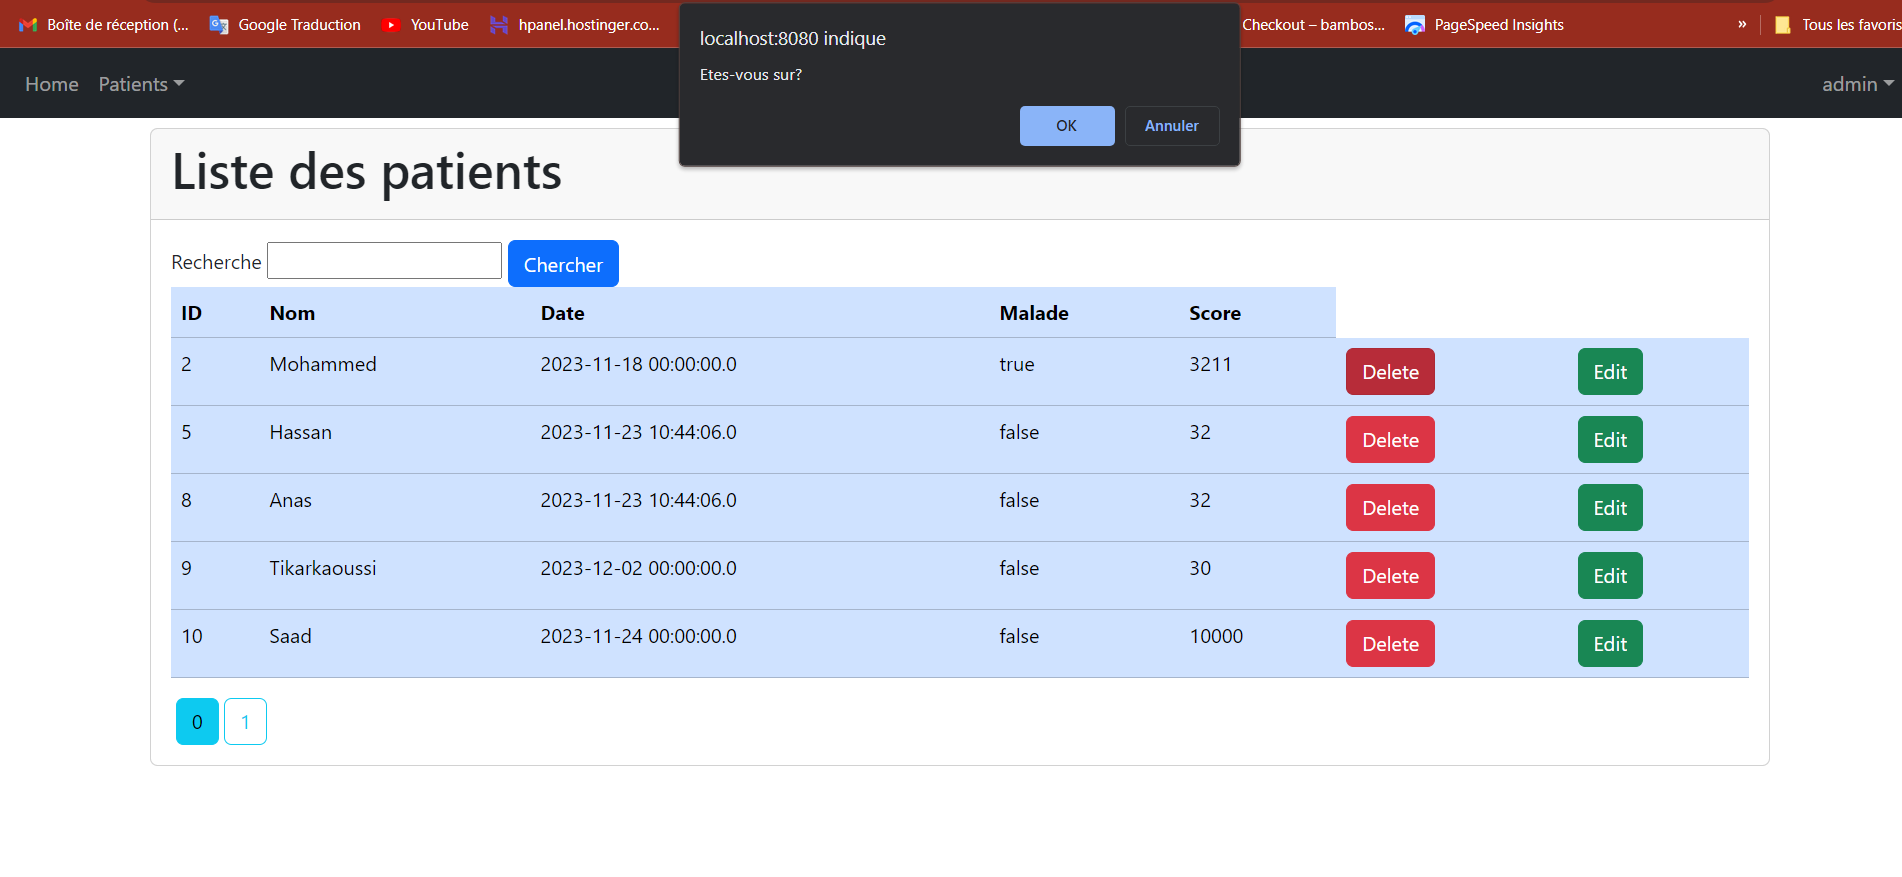 Boîte de réception (... Google Traduction YouTube hpanel.hostinger.co... Checkout – bambos... PageSpeed Insights » Tous les favoris
localhost:8080 indique
Etes-vous sur?
OK Annuler
Home Patients admin
Liste des patients
Recherche Chercher
ID Nom Date Malade Score
2 Mohammed 2023-11-18 00:00:00.0 true 3211 Delete Edit
5 Hassan 2023-11-23 10:44:06.0 false 32 Delete Edit
8 Anas 2023-11-23 10:44:06.0 false 32 Delete Edit
9 Tikarkaoussi 2023-12-02 00:00:00.0 false 30 Delete Edit
10 Saad 2023-11-24 00:00:00.0 false 10000 Delete Edit
0 1